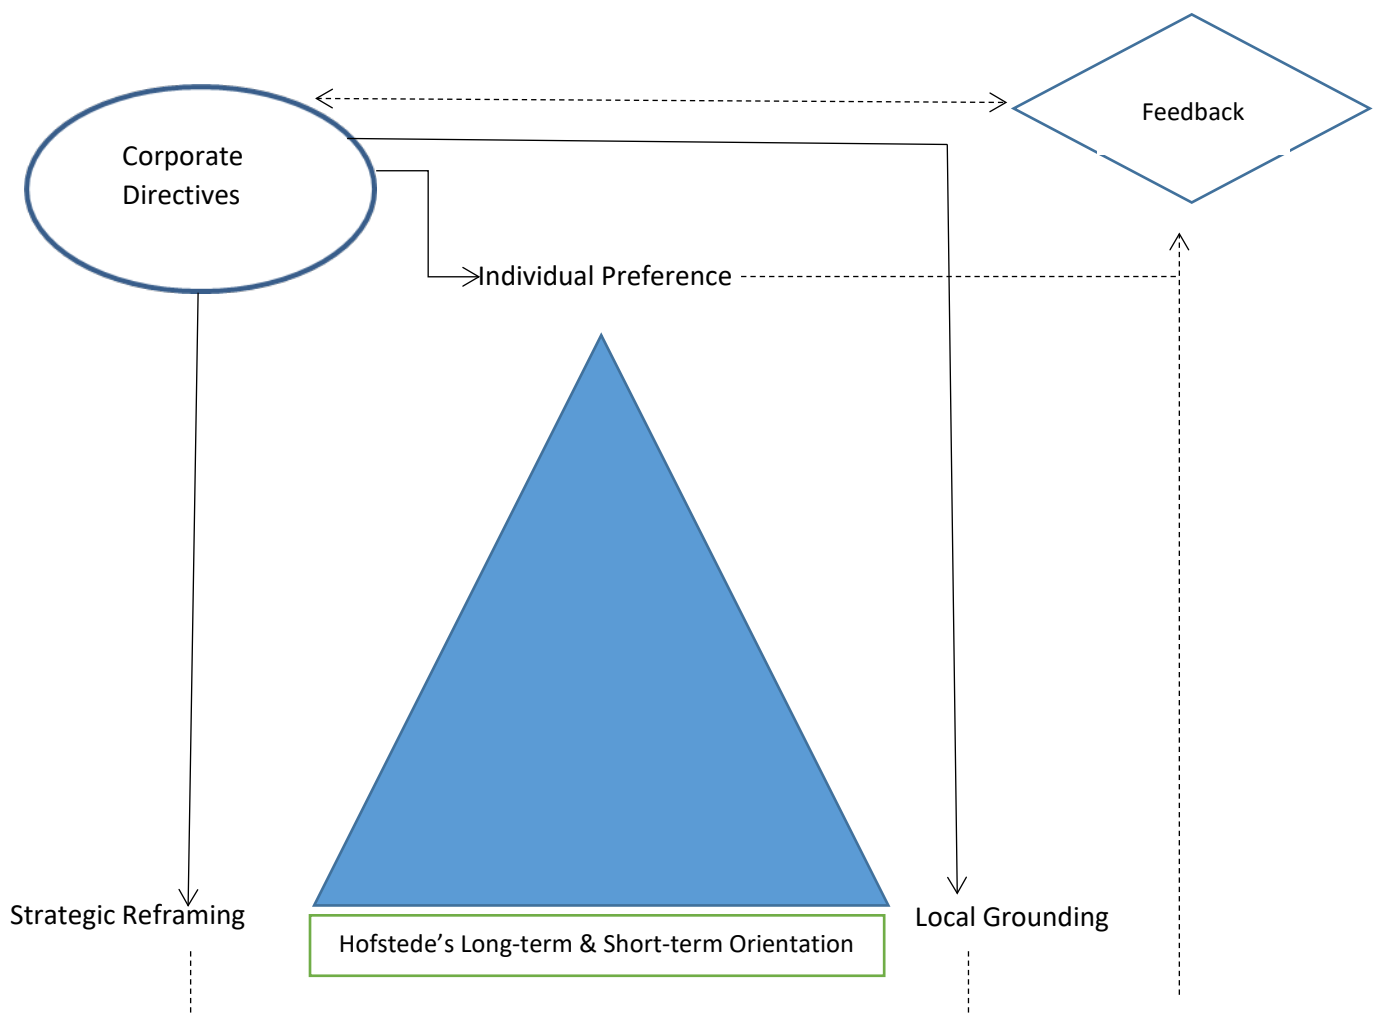 Feedback
Corporate
Directives
Individual Preference
Strategic Reframing
Local Grounding
Hofstede’s Long-term & Short-term Orientation